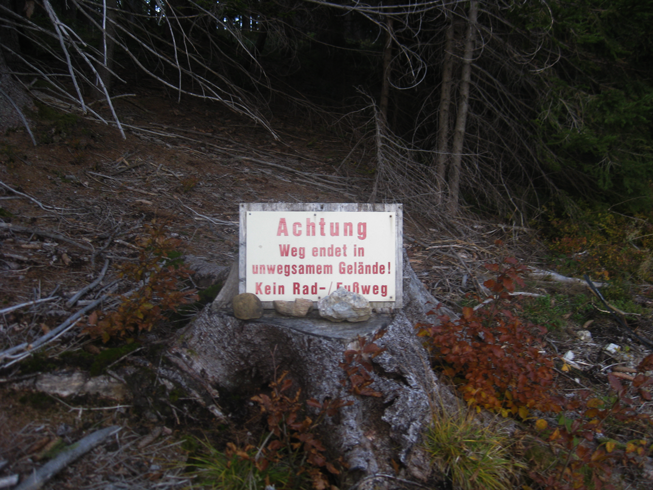 Achtung
Weg endet in
unwegsamem Gelände!
Kein Rad-/Fußweg